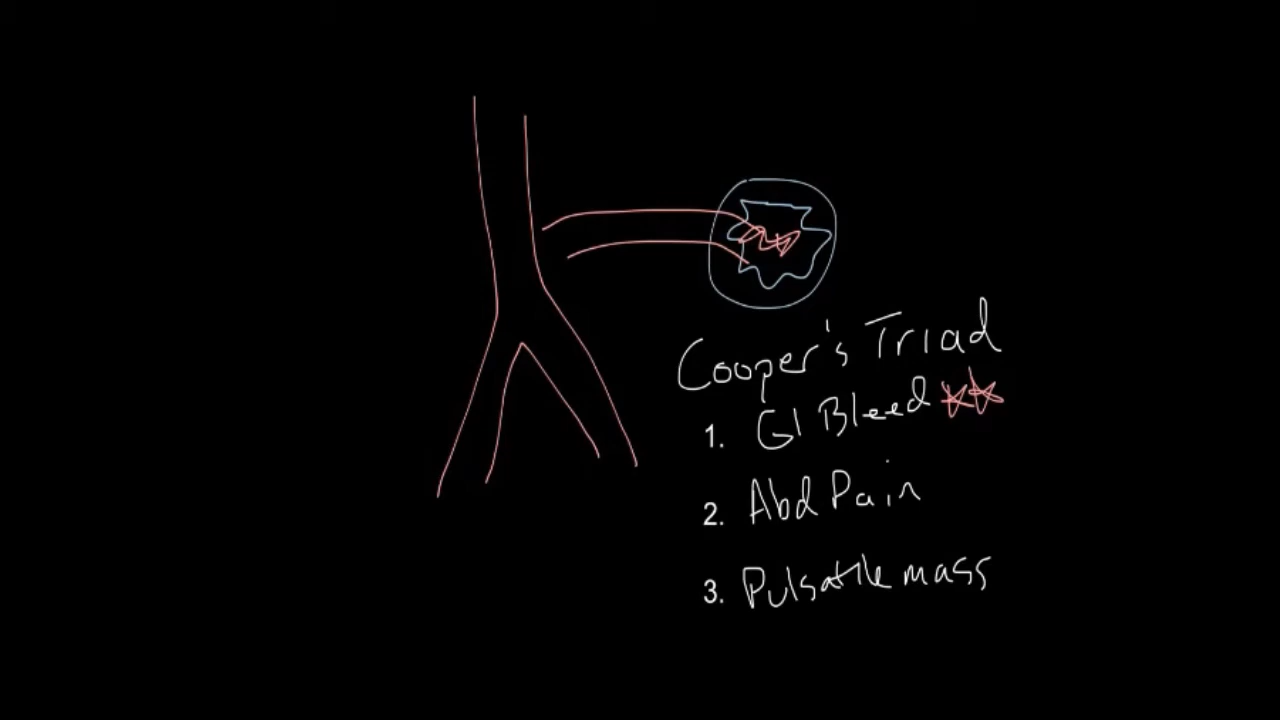 Cooper's Triad
1. GI Bleed
2. Abd Pain
3. Pulsatile mass